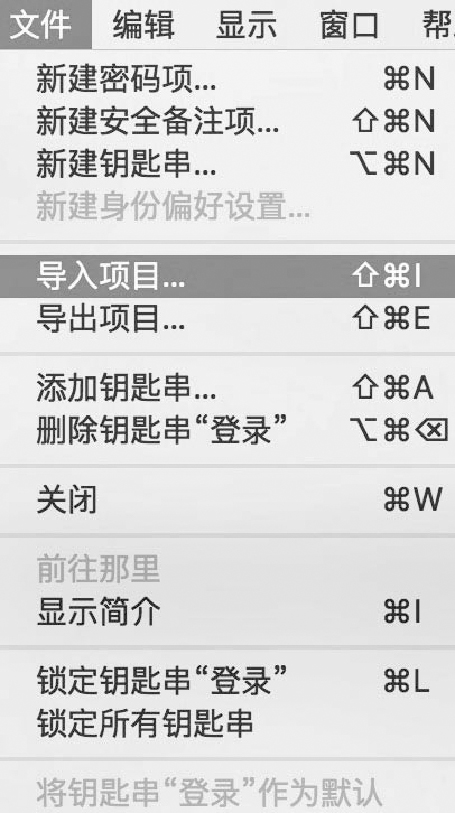 文件 编辑 显示 窗口 帮
新建密码项... ⌘N
新建安全备注项... ⇧⌘N
新建钥匙串... ⌥⌘N
新建身份偏好设置...
导入项目... ⇧⌘I
导出项目... ⇧⌘E
添加钥匙串... ⇧⌘A
删除钥匙串“登录” ⌥⌘⌫
关闭 ⌘W
前往那里
显示简介 ⌘I
锁定钥匙串“登录” ⌘L
锁定所有钥匙串
将钥匙串“登录”作为默认